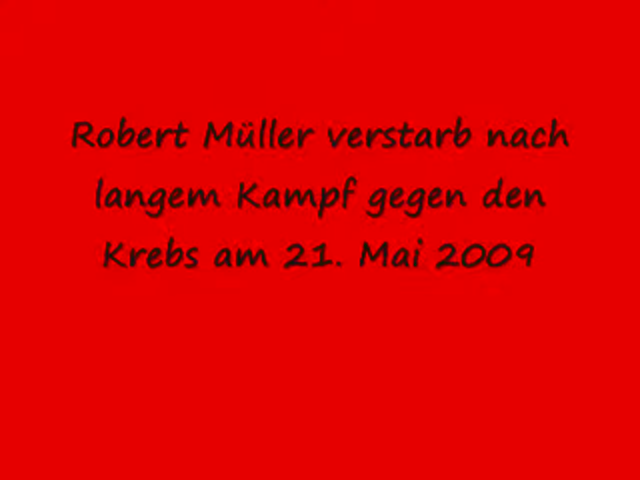 Robert Müller verstarb nach
langem Kampf gegen den
Krebs am 21. Mai 2009